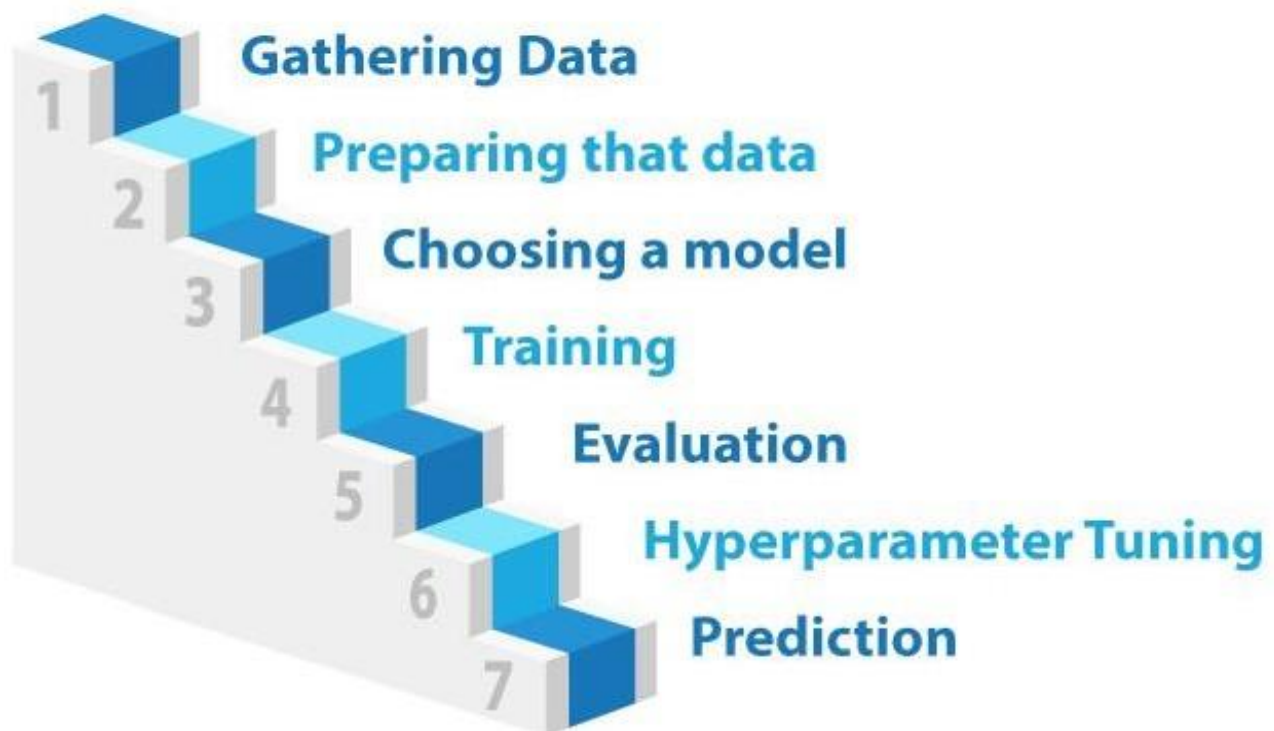 1 Gathering Data
2 Preparing that data
3 Choosing a model
4 Training
5 Evaluation
6 Hyperparameter Tuning
7 Prediction